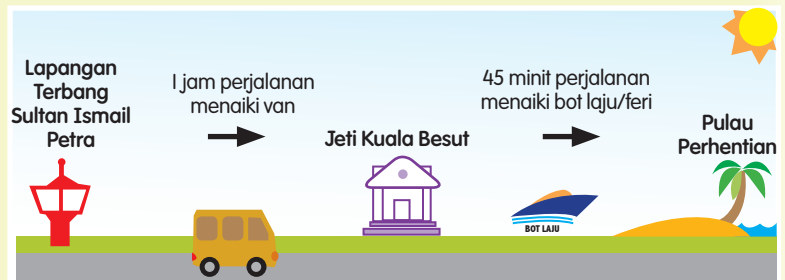 Lapangan
Terbang
Sultan Ismail
Petra
1 jam perjalanan
menaiki van
Jeti Kuala Besut
45 minit perjalanan
menaiki bot laju/feri
BOT LAJU
Pulau
Perhentian